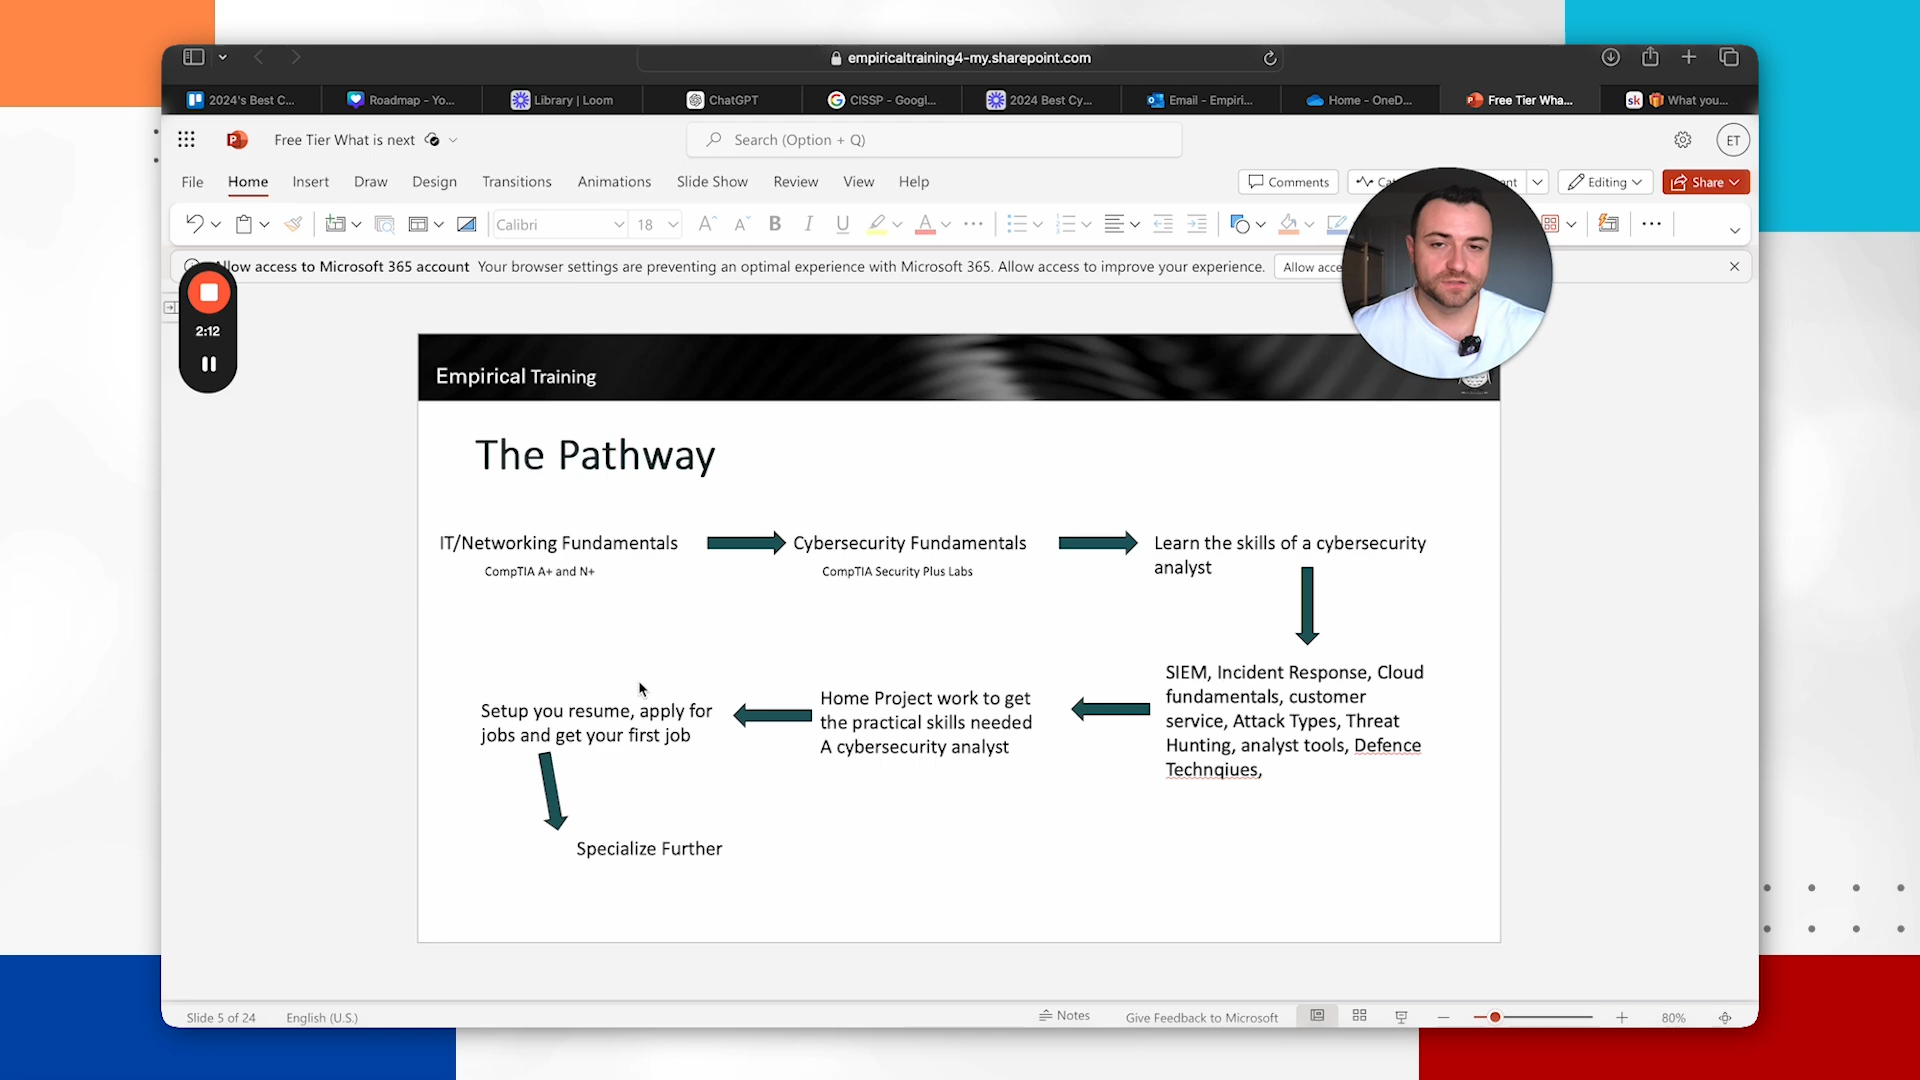 empiricaltraining4-my.sharepoint.com
2024's Best C...
Roadmap - Yo...
Library | Loom
ChatGPT
CISSP - Googl...
2024 Best Cy...
Email - Empiri...
Home - OneD...
Free Tier Wha...
sk
What you...
Free Tier What is next
Search (Option + Q)
ET
File
Home
Insert
Draw
Design
Transitions
Animations
Slide Show
Review
View
Help
Comments
Editing
Share
Calibri
18
Allow access to Microsoft 365 account Your browser settings are preventing an optimal experience with Microsoft 365. Allow access to improve your experience.
2:12
Empirical Training
The Pathway
IT/Networking Fundamentals
CompTIA A+ and N+
Cybersecurity Fundamentals
CompTIA Security Plus Labs
Learn the skills of a cybersecurity
analyst
SIEM, Incident Response, Cloud
fundamentals, customer
service, Attack Types, Threat
Hunting, analyst tools, Defence
Technqiues,
Home Project work to get
the practical skills needed
A cybersecurity analyst
Setup you resume, apply for
jobs and get your first job
Specialize Further
Slide 5 of 24
English (U.S.)
Notes
Give Feedback to Microsoft
80%